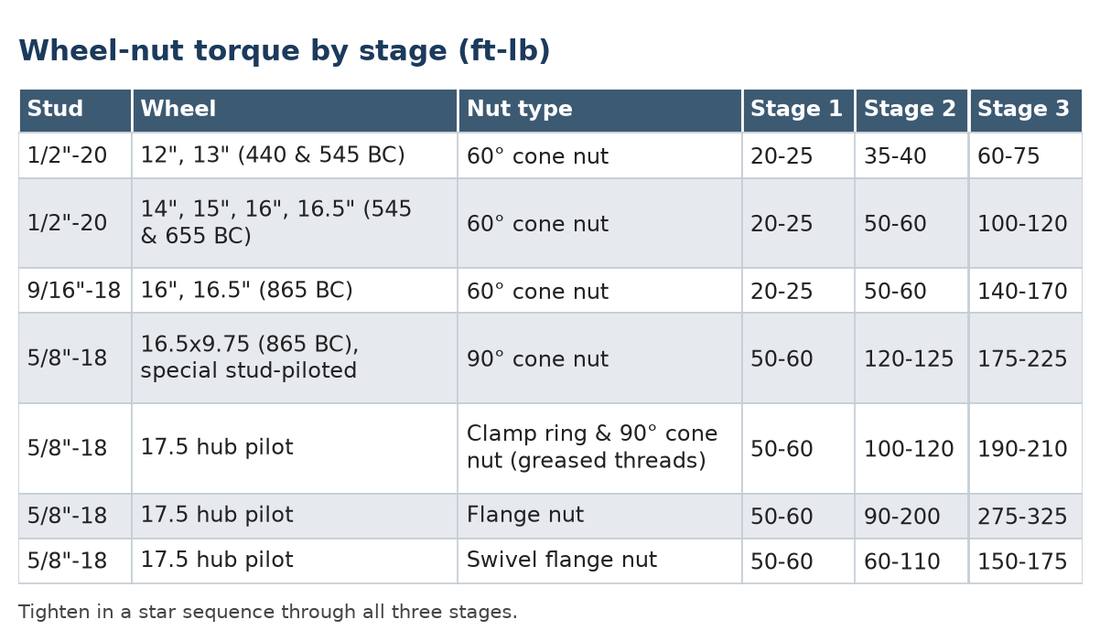 Wheel-nut torque by stage (ft-lb)
Stud Wheel Nut type Stage 1 Stage 2 Stage 3
1/2"-20 12", 13" (440 & 545 BC) 60° cone nut 20-25 35-40 60-75
1/2"-20 14", 15", 16", 16.5" (545
& 655 BC) 60° cone nut 20-25 50-60 100-120
9/16"-18 16", 16.5" (865 BC) 60° cone nut 20-25 50-60 140-170
5/8"-18 16.5x9.75 (865 BC),
special stud-piloted 90° cone nut 50-60 120-125 175-225
5/8"-18 17.5 hub pilot Clamp ring & 90° cone
nut (greased threads) 50-60 100-120 190-210
5/8"-18 17.5 hub pilot Flange nut 50-60 90-200 275-325
5/8"-18 17.5 hub pilot Swivel flange nut 50-60 60-110 150-175
Tighten in a star sequence through all three stages.